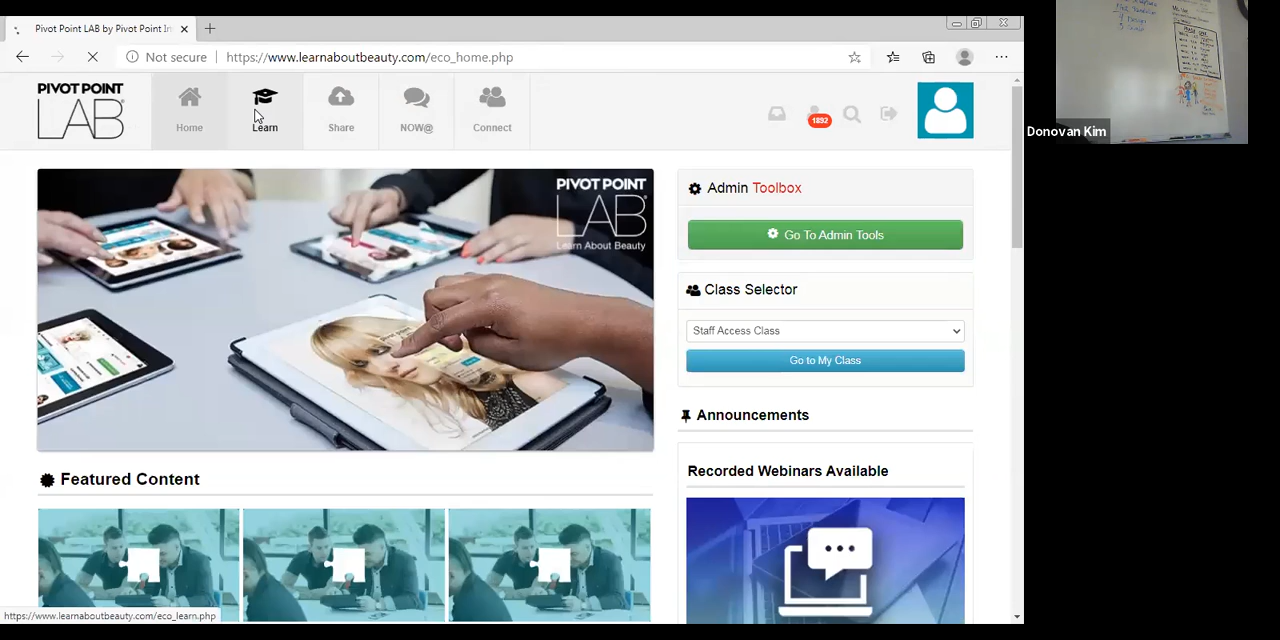 Pivot Point LAB by Pivot Point In
Not secure
https://www.learnaboutbeauty.com/eco_home.php
PIVOT POINT
LAB
Home
Learn
Share
NOW@
Connect
1892
PIVOT POINT
LAB
Learn About Beauty
Admin Toolbox
Go To Admin Tools
Class Selector
Staff Access Class
Go to My Class
Announcements
Recorded Webinars Available
Featured Content
https://www.learnaboutbeauty.com/eco_learn.php
Donovan Kim